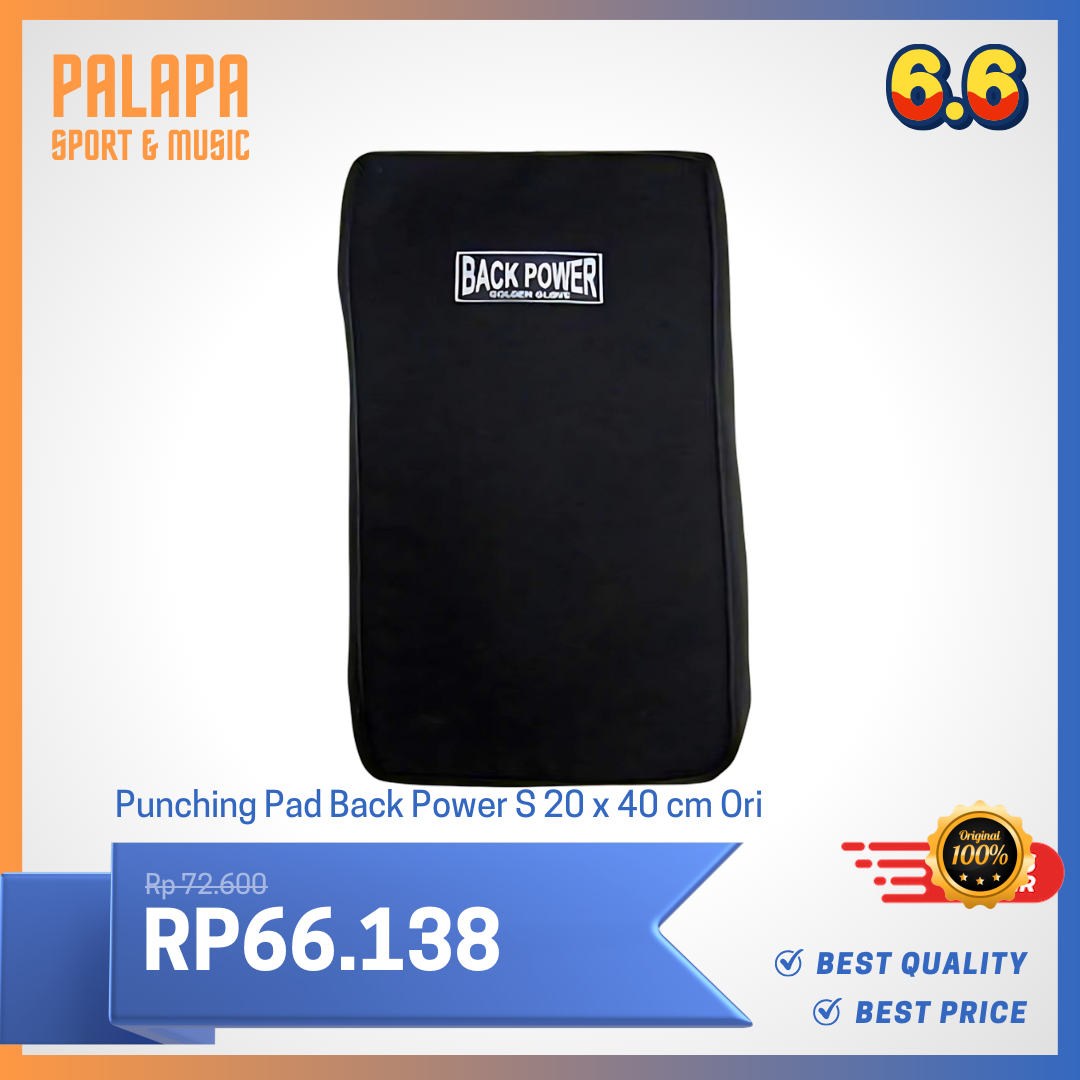 PALAPA
SPORT & MUSIC
6.6
BACK POWER
GOLDEN GLOVE
Punching Pad Back Power S 20 x 40 cm Ori
Rp 72.600
RP66.138
Original
100%
BEST QUALITY
BEST PRICE